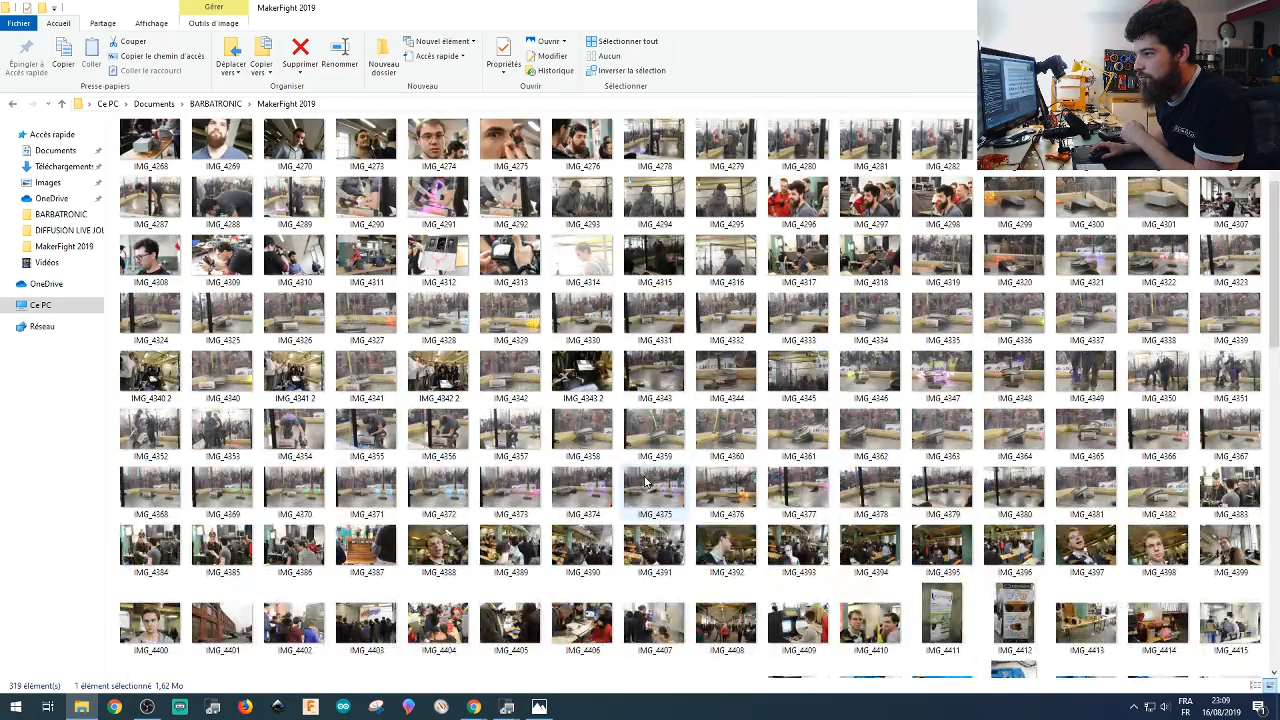 Gérer
MakerFight 2019
Fichier Accueil Partage Affichage Outils d'image
Épingler à Accès rapide
Copier
Coller
Couper
Copier le chemin d'accès
Coller le raccourci
Déplacer vers
Copier vers
Supprimer
Renommer
Nouveau dossier
Nouvel élément
Accès rapide
Propriétés
Ouvrir
Modifier
Historique
Sélectionner tout
Aucun
Inverser la sélection
Presse-papiers Organiser Nouveau Ouvrir Sélectionner
Ce PC > Documents > BARBATRONIC > MakerFight 2019
Accès rapide
Documents
Téléchargements
Images
OneDrive
BARBATRONIC
DIFFUSION LIVE JOU
MakerFight 2019
Vidéos
OneDrive
Ce PC
Réseau
IMG_4268 IMG_4269 IMG_4270 IMG_4273 IMG_4274 IMG_4275 IMG_4276 IMG_4278 IMG_4279 IMG_4280 IMG_4281 IMG_4282
IMG_4287 IMG_4288 IMG_4289 IMG_4290 IMG_4291 IMG_4292 IMG_4293 IMG_4294 IMG_4295 IMG_4296 IMG_4297 IMG_4298 IMG_4299 IMG_4300 IMG_4301 IMG_4307
IMG_4308 IMG_4309 IMG_4310 IMG_4311 IMG_4312 IMG_4313 IMG_4314 IMG_4315 IMG_4316 IMG_4317 IMG_4318 IMG_4319 IMG_4320 IMG_4321 IMG_4322 IMG_4323
IMG_4324 IMG_4325 IMG_4326 IMG_4327 IMG_4328 IMG_4329 IMG_4330 IMG_4331 IMG_4332 IMG_4333 IMG_4334 IMG_4335 IMG_4336 IMG_4337 IMG_4338 IMG_4339
IMG_4340 2 IMG_4340 IMG_4341 2 IMG_4341 IMG_4342 2 IMG_4342 IMG_4343 2 IMG_4343 IMG_4344 IMG_4345 IMG_4346 IMG_4347 IMG_4348 IMG_4349 IMG_4350 IMG_4351
IMG_4352 IMG_4353 IMG_4354 IMG_4355 IMG_4356 IMG_4357 IMG_4358 IMG_4359 IMG_4360 IMG_4361 IMG_4362 IMG_4363 IMG_4364 IMG_4365 IMG_4366 IMG_4367
IMG_4368 IMG_4369 IMG_4370 IMG_4371 IMG_4372 IMG_4373 IMG_4374 IMG_4375 IMG_4376 IMG_4377 IMG_4378 IMG_4379 IMG_4380 IMG_4381 IMG_4382 IMG_4383
IMG_4384 IMG_4385 IMG_4386 IMG_4387 IMG_4388 IMG_4389 IMG_4390 IMG_4391 IMG_4392 IMG_4393 IMG_4394 IMG_4395 IMG_4396 IMG_4397 IMG_4398 IMG_4399
IMG_4400 IMG_4401 IMG_4402 IMG_4403 IMG_4404 IMG_4405 IMG_4406 IMG_4407 IMG_4408 IMG_4409 IMG_4410 IMG_4411 IMG_4412 IMG_4413 IMG_4414 IMG_4415
319 élément(s) 1 élément sélectionné 1,62 Mo
FRA 23:09
FR 16/08/2019